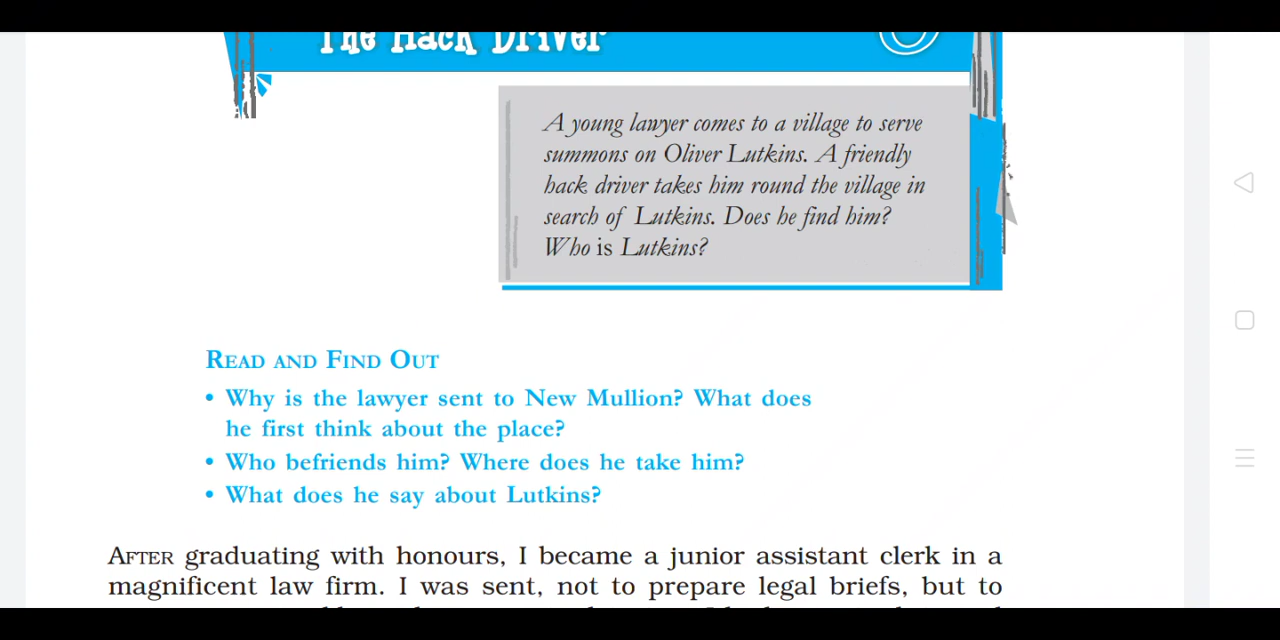 The Hack Driver
A young lawyer comes to a village to serve
summons on Oliver Lutkins. A friendly
hack driver takes him round the village in
search of Lutkins. Does he find him?
Who is Lutkins?
READ AND FIND OUT
• Why is the lawyer sent to New Mullion? What does
he first think about the place?
• Who befriends him? Where does he take him?
• What does he say about Lutkins?
AFTER graduating with honours, I became a junior assistant clerk in a
magnificent law firm. I was sent, not to prepare legal briefs, but to